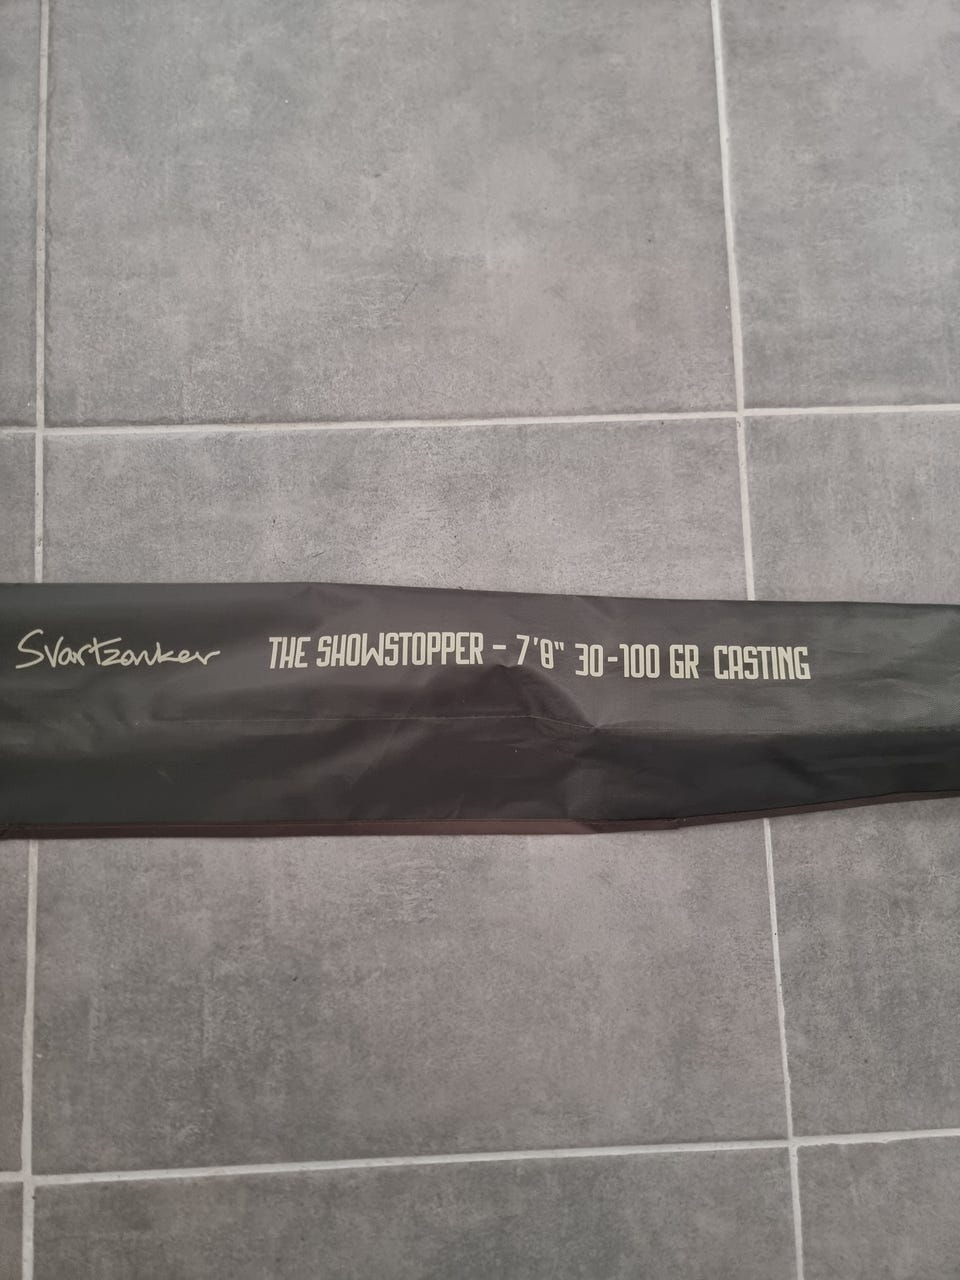 Svartzonker THE SHOWSTOPPER - 7'8" 30-100 GR CASTING